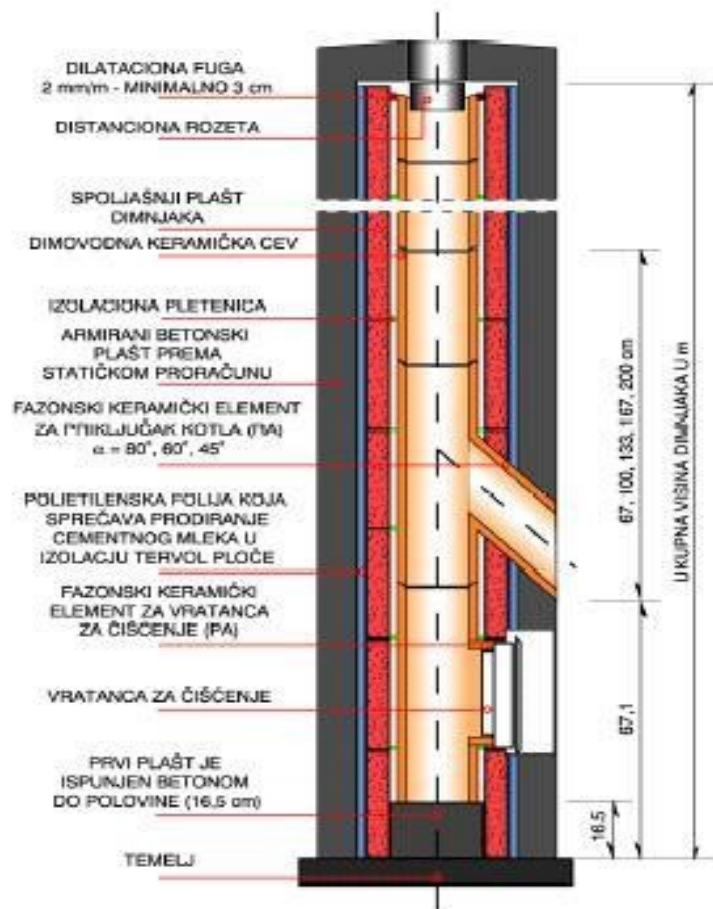 DILATACIONA FUGA
2 mm/m - MINIMALNO 3 cm
DISTANCIONA ROZETA
SPOLJAŠNJI PLAŠT
DIMNJAKA
DIMOVODNA KERAMIČKA CEV
IZOLACIONA PLETENICA
ARMIRANI BETONSKI
PLAŠT PREMA
STATIČKOM PRORAČUNU
FAZONSKI KERAMIČKI ELEMENT
ZA PRIKLJUČAK KOTLA (RA)
α = 80°, 60°, 45°
POLIETILENSKA FOLIJA KOJA
SPREČAVA PRODIRANJE
CEMENTNOG MLEKA U
IZOLACJU TERVOL PLOČE
FAZONSKI KERAMIČKI
ELEMENT ZA VRATANCA
ZA ČIŠĆENJE (PA)
VRATANCA ZA ČIŠĆENJE
PRVI PLAŠT JE
ISPUNJEN BETONOM
DO POLOVINE (16,5 cm)
TEMELJ
67, 100, 133, 167, 200 cm
67,1
16.5
UKUPNA VISINA DIMNJAKA U m